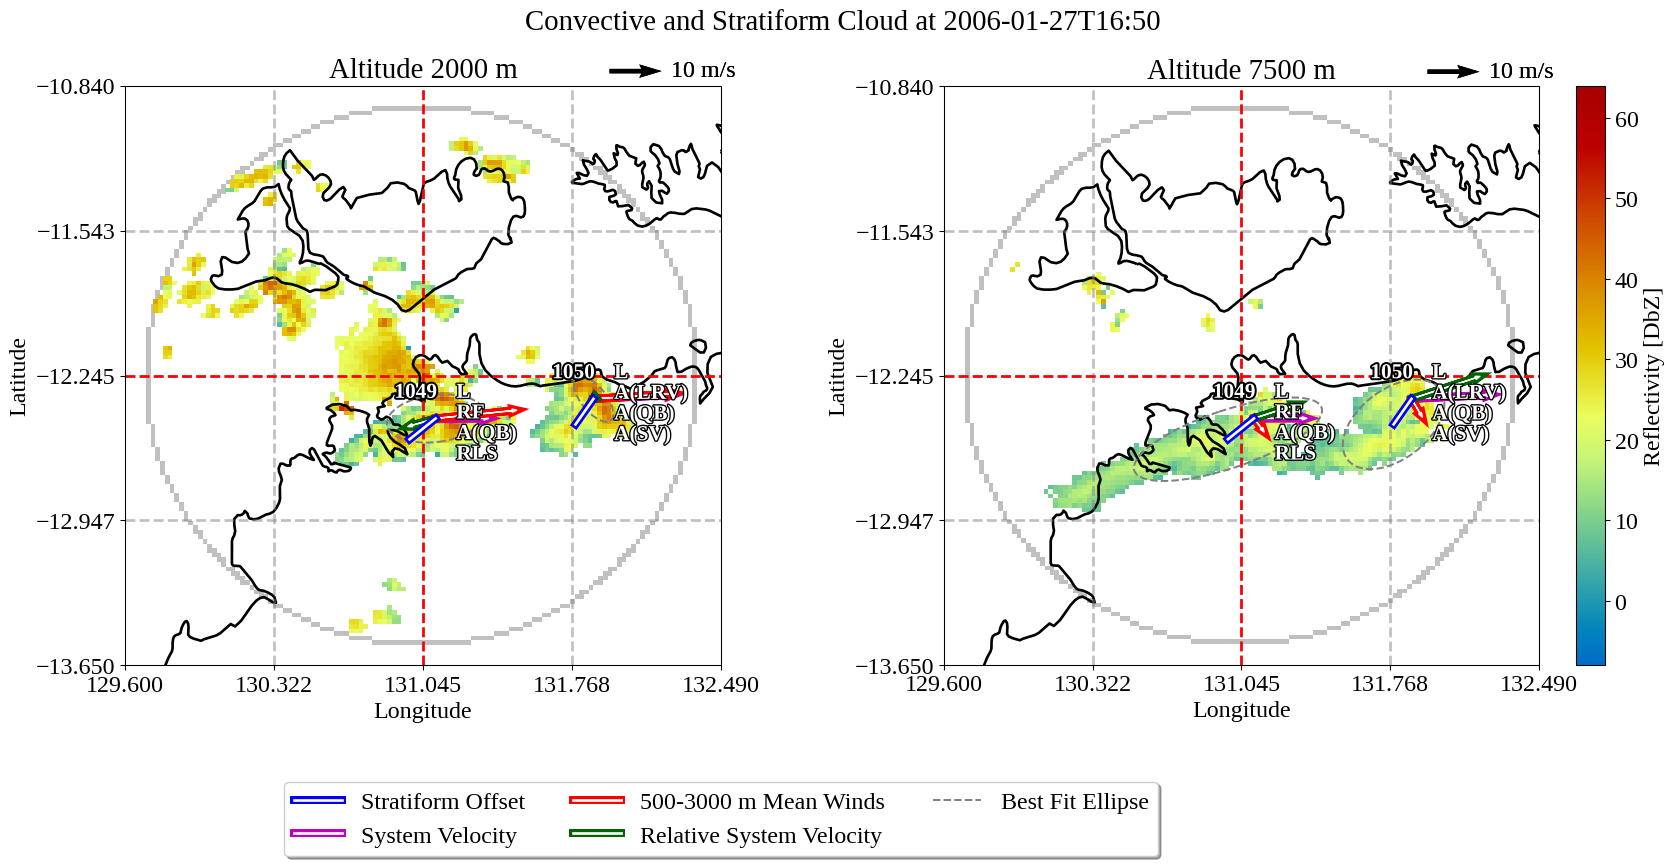 Convective and Stratiform Cloud at 2006-01-27T16:50
Altitude 2000 m
10 m/s
Latitude
−10.840
−11.543
−12.245
−12.947
−13.650
129.600
130.322
131.045
131.768
132.490
Longitude
1049
L
RF
A(QB)
RLS
1050
L
A(LRV)
A(QB)
A(SV)
Altitude 7500 m
10 m/s
Latitude
−10.840
−11.543
−12.245
−12.947
−13.650
129.600
130.322
131.045
131.768
132.490
Longitude
1049
L
RF
A(QB)
RLS
1050
L
A(LRV)
A(QB)
A(SV)
60
50
40
30
20
10
0
Reflectivity [DbZ]
Stratiform Offset
System Velocity
500-3000 m Mean Winds
Relative System Velocity
Best Fit Ellipse